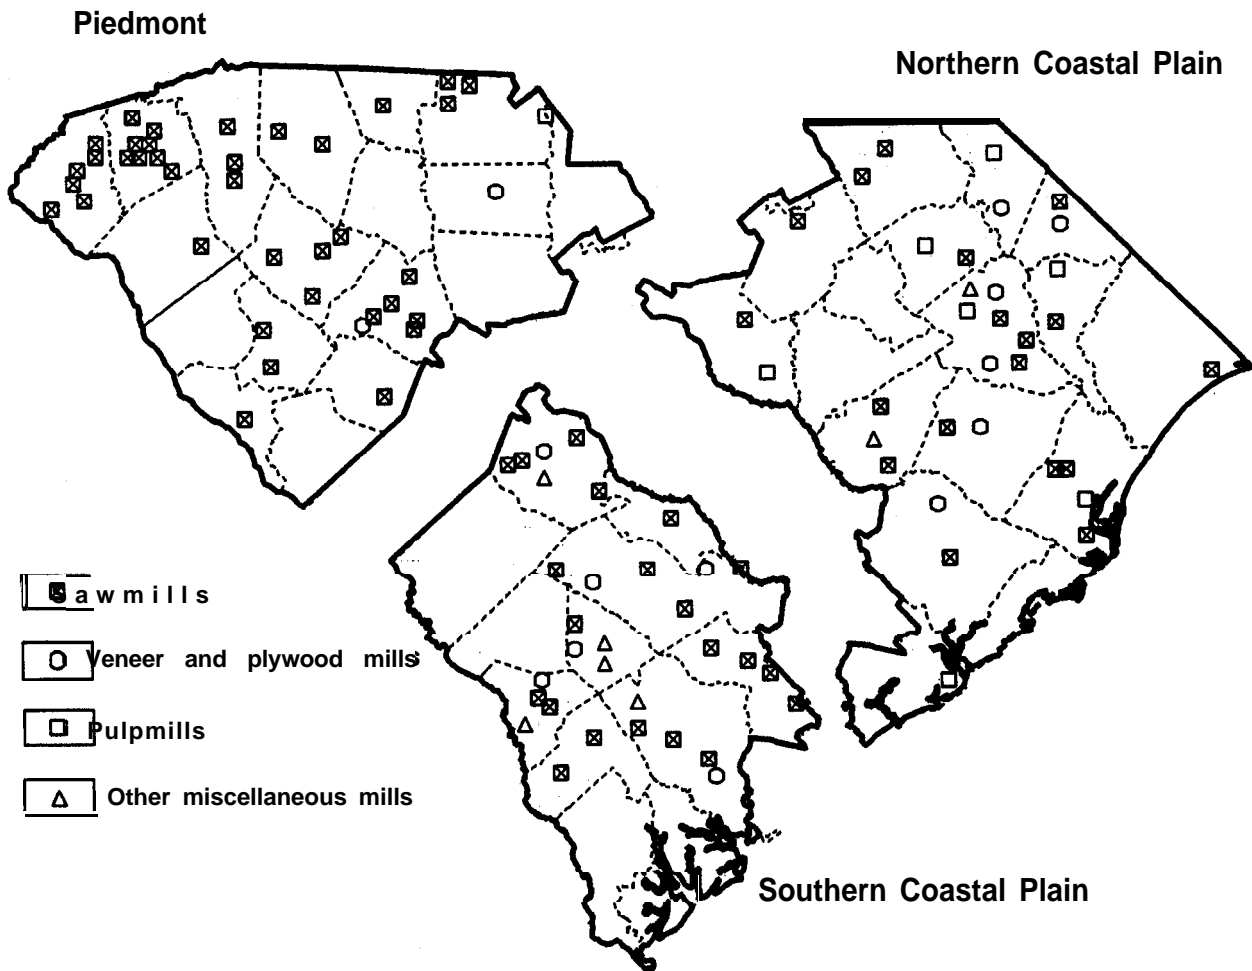 Piedmont
Northern Coastal Plain
Sawmills
Veneer and plywood mills
Pulpmills
Other miscellaneous mills
Southern Coastal Plain